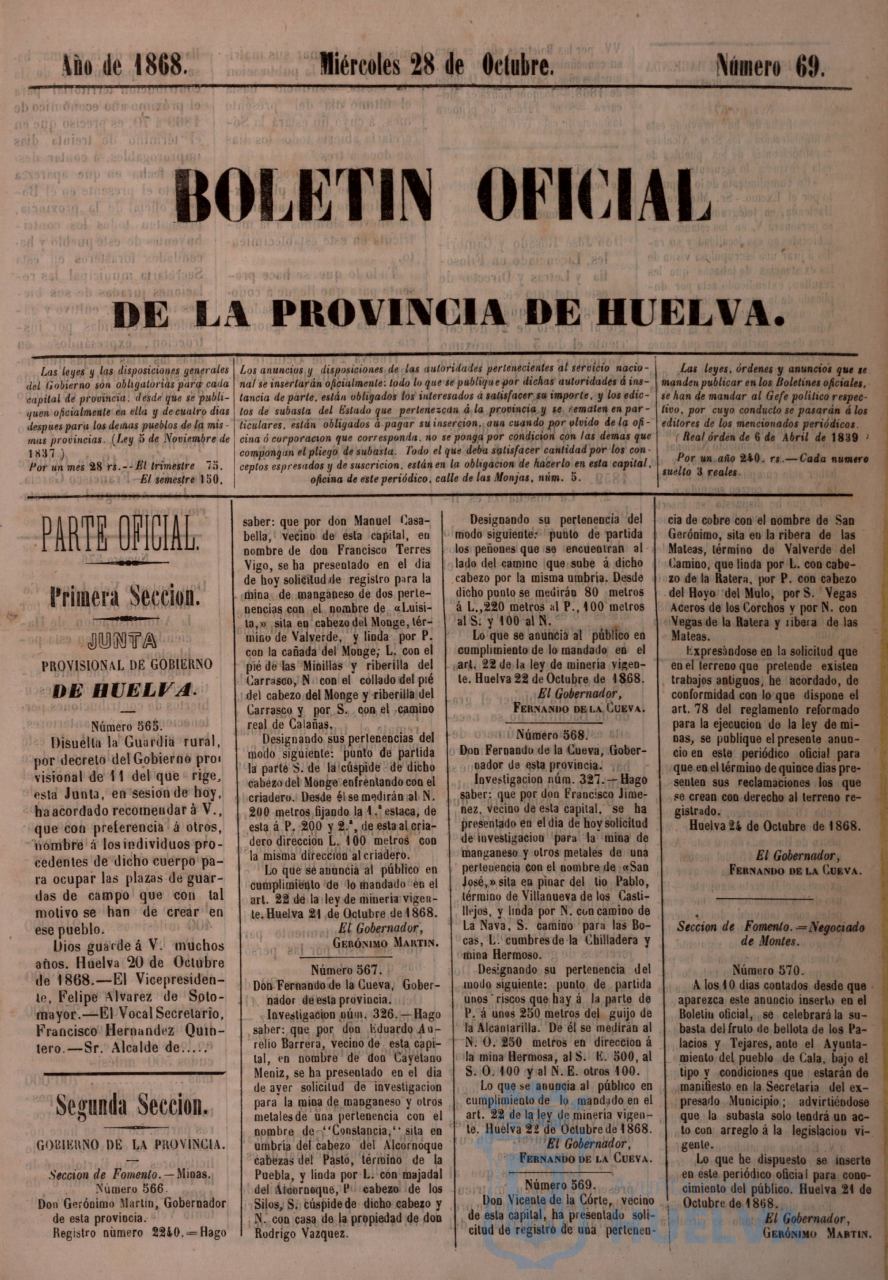 Año de 1868.
Miércoles 28 de Octubre.
Número 69.
BOLETIN OFICIAL
DE LA PROVINCIA DE HUELVA.
Las leyes y las disposiciones generales
del Gobierno son obligatorias para cada
capital de provincia, desde que se publi-
quen oficialmente en ella y de cuatro dias
despues para los demas pueblos de la mis-
mas provincias. (Ley 5 de Noviembre de
1837)
Por un mes 28 rs.--El trimestre 75,
El semestre 150,
Los anuncios y disposiciones de las autoridades pertenecientes al servicio nacio-
nal se insertarán oficialmente: todo lo que se publique por dichas autoridades á ins-
tancia de parte, están obligados los interesados á satisfacer su importe, y los edic-
tos de subasta del Estado que pertenezcan á la provincia y se rematen en par-
ticulares, están obligados á pagar su insercion, aun cuando por olvido de la ofi-
cina ó corporacion que corresponda, no se ponga por condicion con las demas que
compongan el pliego de subasta. Todo el que deba satisfacer cantidad por los con-
ceptos espresados y de suscricion, están en la obligacion de hacerlo en esta capital,
oficina de este periódico, calle de las Monjas, núm. 5.
Las leyes, órdenes y anuncios que se
manden publicar en los Boletines oficiales,
se han de mandar al Gefe político respec-
tivo, por cuyo conducto se pasarán á los
editores de los mencionados periódicos.
(Real órden de 6 de Abril de 1839
Por un año 240, rs.—Cada numero
suelto 3 reales.
PARTE OFICIAL.
Primera Seccion.
JUNTA
PROVISIONAL DE GOBIERNO
DE HUELVA.
Número 565.
Disuelta la Guardia rural,
por decreto del Gobierno pro-
visional de 11 del que rige,
esta Junta, en sesion de hoy,
ha acordado recomendar á V.,
que con preferencia á otros,
nombre á los individuos pro-
cedentes de dicho cuerpo pa-
ra ocupar las plazas de guar-
das de campo que con tal
motivo se han de crear en
ese pueblo.
Dios guarde á V. muchos
años. Huelva 20 de Octubre
de 1868.—El Vicepresiden-
te, Felipe Alvarez de Soto-
mayor.—El Vocal Secretario,
Francisco Hernandez Quin-
tero.—Sr. Alcalde de.....
Segunda Seccion.
GOBIERNO DE LA PROVINCIA.
Seccion de Fomento.—Minas.
Número 566
Don Gerónimo Martin, Gobernador
de esta provincia.
Registro número 2240.=Hago
saber: que por don Manuel Casa-
bella, vecino de esta capital, en
nombre de don Francisco Terres
Vigo, se ha presentado en el dia
de hoy solicitud de registro para la
mina de manganeso de dos perte-
nencias con el nombre de «Luisi-
ta,» sita en cabezo del Monge, tér-
mino de Valverde, y linda por P.
con la cañada del Monge; L. con el
pié de las Minillas y riberilla del
Carrasco, N con el collado del pié
del cabezo del Monge y riberilla del
Carrasco y por S. con el camino
real de Calañas.
Designando sus pertenencias del
modo siguiente: punto de partida
la parte S. de la cúspide de dicho
cabezo del Monge enfrentando con el
criadero. Desde él se medirán al N.
200 metros fijando la 1.ª estaca, de
esta á P. 200 y 2.ª, de esta al cria-
dero direccion L. 100 metros con
la misma direccion al criadero.
Lo que se anuncia al público en
cumplimiento de lo mandado en el
art. 22 de la ley de mineria vigen-
te. Huelva 21 de Octubre de 1868.
El Gobernador,
GERÓNIMO MARTIN.
Número 567.
Don Fernando de la Cueva, Gober-
nador de esta provincia.
Investigacion núm. 326.—Hago
saber: que por don Eduardo Au-
relio Barrera, vecino de esta capi-
tal, en nombre de don Cayetano
Meniz, se ha presentado en el dia
de ayer solicitud de investigacion
para la mina de manganeso y otros
metales de una pertenencia con el
nombre de "Constancia," sita en
umbria del cabezo del Alcornoque
cabezas del Pasto, término de la
Puebla, y linda por L. con majadal
del Alcornoque, P cabezo de los
Silos, S. cúspide de dicho cabezo y
N. con casa de la propiedad de don
Rodrigo Vazquez.
Designando su pertenencia del
modo siguiente: punto de partida
los peñones que se encuentran al
lado del camino que sube á dicho
cabezo por la misma umbria. Desde
dicho punto se medirán 80 metros
á L., 220 metros al P., 100 metros
al S. y 100 al N.
Lo que se anuncia al público en
cumplimiento de lo mandado en el
art. 22 de la ley de mineria vigen-
te. Huelva 22 de Octubre de 1868.
El Gobernador,
FERNANDO DE LA CUEVA.
Número 568.
Don Fernando de la Cueva, Gober-
nador de esta provincia.
Investigacion núm. 327.—Hago
saber: que por don Francisco Jime-
nez, vecino de esta capital, se ha
presentado en el dia de hoy solicitud
de investigacion para la mina de
manganeso y otros metales de una
pertenencia con el nombre de «San
José,» sita en pinar del tio Pablo,
término de Villanueva de los Casti-
llejos, y linda por N. con camino de
La Nava, S. camino para las Bo-
cas, L. cumbres de la Chilladera y
mina Hermoso.
Designando su pertenencia del
modo siguiente: punto de partida
unos riscos que hay á la parte de
P. á unos 250 metros del guijo de
la Alcantarilla. De él se medirán al
N. O. 250 metros en direccion á
la mina Hermosa, al S. E. 500, al
S. O. 100 y al N. E. otros 100.
Lo que se anuncia al público en
cumplimiento de lo mandado en el
art. 22 de la ley de mineria vigen-
te. Huelva 22 de Octubre de 1868.
El Gobernador,
FERNANDO DE LA CUEVA.
Número 569.
Don Vicente de la Córte, vecino
de esta capital, ha presentado soli-
citud de registro de una pertenen-
cia de cobre con el nombre de San
Gerónimo, sita en la ribera de las
Mateas, término de Valverde del
Camino, que linda por L. con cabe-
zo de la Ratera, por P. con cabezo
del Hoyo del Mulo, por S. Vegas
Aceros de los Corchos y por N. con
Vegas de la Ratera y ribera de las
Mateas.
Expresándose en la solicitud que
en el terreno que pretende existen
trabajos antiguos, he acordado, de
conformidad con lo que dispone el
art. 78 del reglamento reformado
para la ejecucion de la ley de mi-
nas, se publique el presente anun-
cio en este periódico oficial para
que en el término de quince dias pre-
senten sus reclamaciones los que
se crean con derecho al terreno re-
gistrado.
Huelva 24 de Octubre de 1868.
El Gobernador,
FERNANDO DE LA CUEVA.
Seccion de Fomento.=Negociado
de Montes.
Número 570.
A los 10 dias contados desde que
aparezca este anuncio inserto en el
Boletin oficial, se celebrará la su-
basta del fruto de bellota de los Pa-
lacios y Tejares, ante el Ayunta-
miento del pueblo de Cala, bajo el
tipo y condiciones que estarán de
manifiesto en la Secretaria del ex-
presado Municipio; advirtiéndose
que la subasta solo tendrá un ac-
to con arreglo á la legislacion vi-
gente.
Lo que he dispuesto se inserte
en este periódico oficial para cono-
cimiento del público. Huelva 21 de
Octubre de 1868.
El Gobernador,
GERÓNIMO MARTIN.